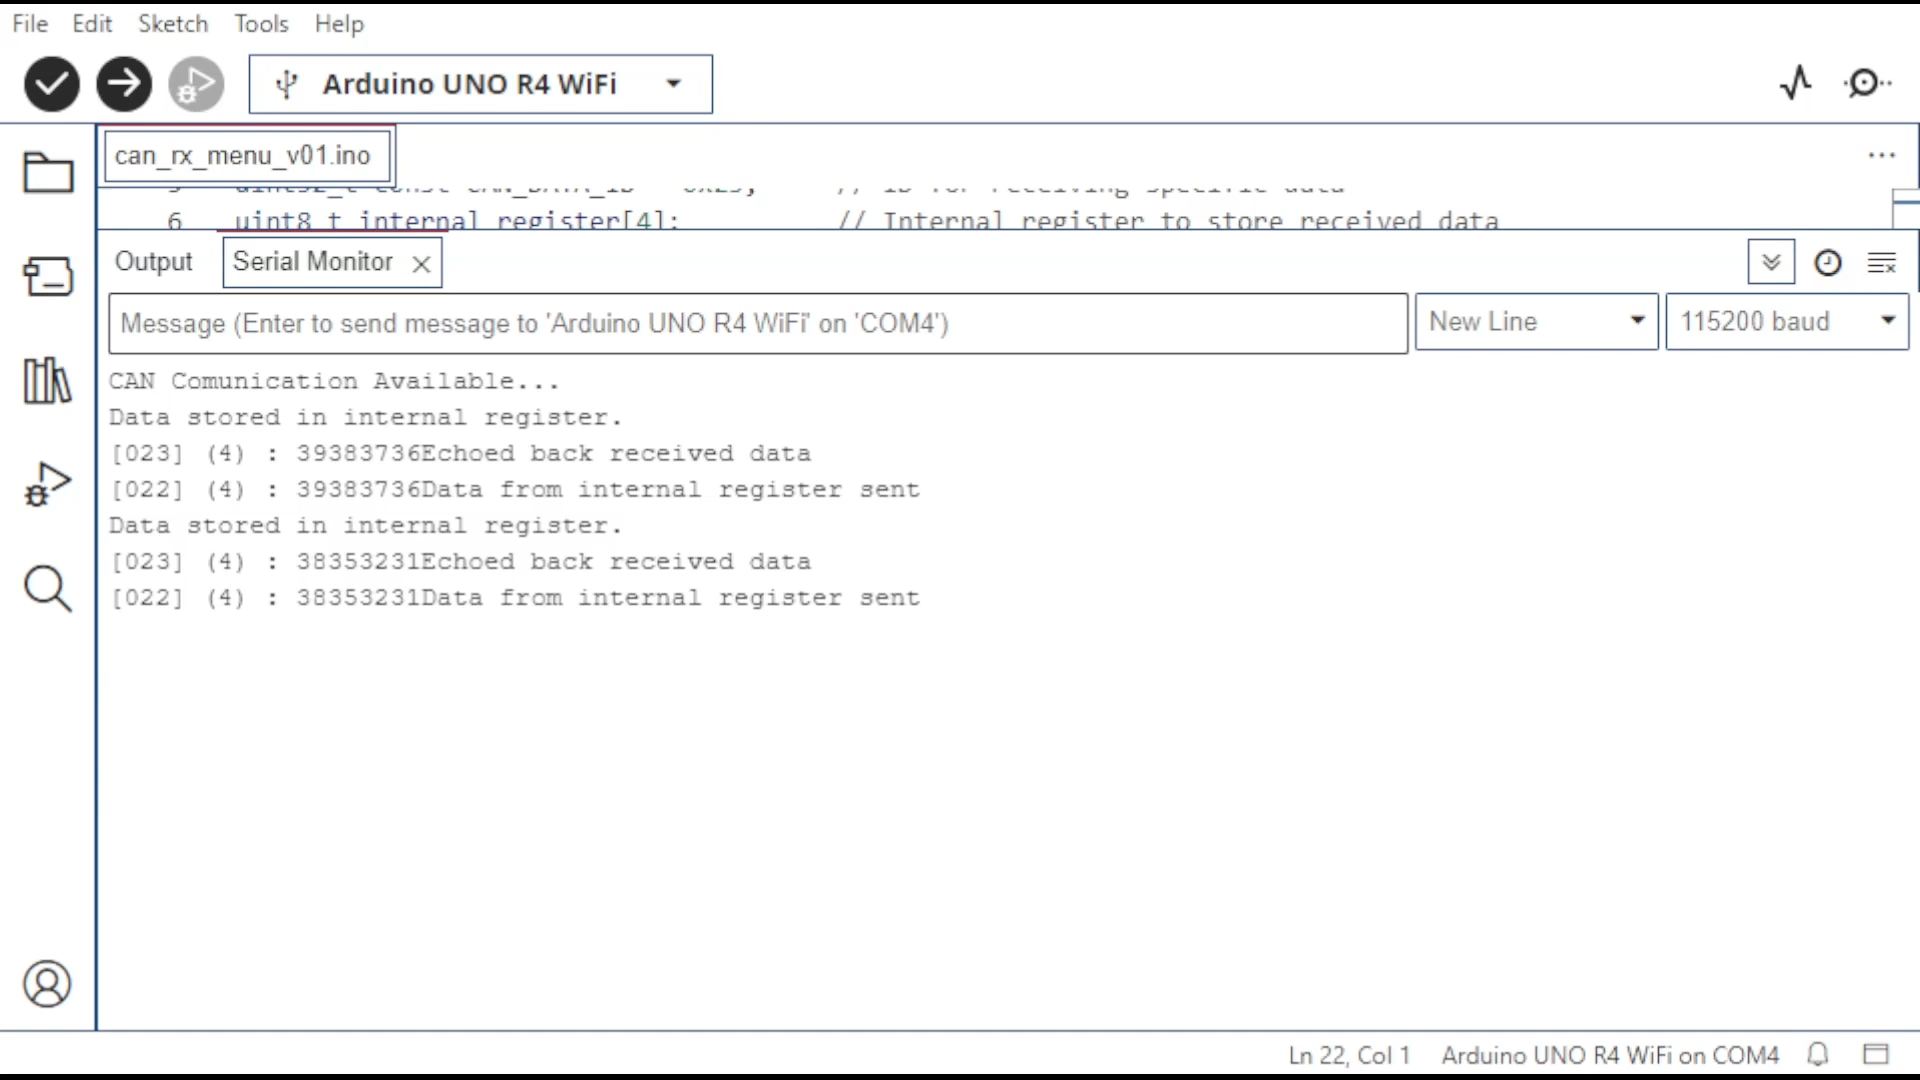 File Edit Sketch Tools Help
Arduino UNO R4 WiFi
can_rx_menu_v01.ino
6 uint8_t internal_register[4]; // Internal register to store received data
Output Serial Monitor
Message (Enter to send message to 'Arduino UNO R4 WiFi' on 'COM4') New Line 115200 baud
CAN Comunication Available...
Data stored in internal register.
[023] (4) : 39383736Echoed back received data
[022] (4) : 39383736Data from internal register sent
Data stored in internal register.
[023] (4) : 38353231Echoed back received data
[022] (4) : 38353231Data from internal register sent
Ln 22, Col 1 Arduino UNO R4 WiFi on COM4